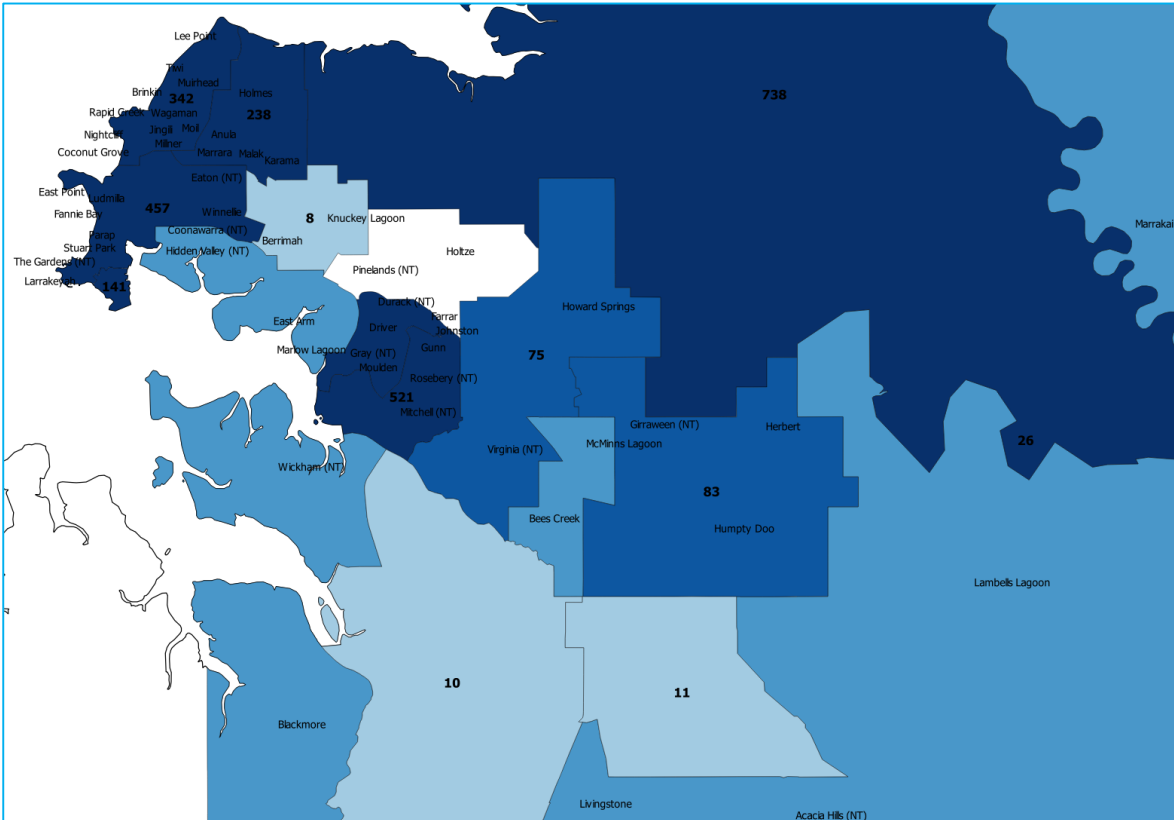 Lee Point
Tiwi
Muirhead
Brinkin
342
Holmes
738
Rapid Creek
Wagaman
238
Nightcliff
Jingili
Moil
Anula
Millner
Coconut Grove
Marrara
Malak
Karama
Eaton (NT)
East Point
Ludmilla
457
Winnellie
Fannie Bay
8
Knuckey Lagoon
Marrakai
Parap
Coonawarra (NT)
Berrimah
Stuart Park
Hidden Valley (NT)
Holtze
The Gardens (NT)
Pinelands (NT)
Larrakeyah
141
Durack (NT)
Howard Springs
East Arm
Driver
Farrar
Johnston
Marlow Lagoon
Gray (NT)
Gunn
75
Moulden
Rosebery (NT)
521
Mitchell (NT)
Girraween (NT)
Herbert
McMinns Lagoon
26
Virginia (NT)
Wickham (NT)
83
Bees Creek
Humpty Doo
Lambells Lagoon
10
11
Blackmore
Livingstone
Acacia Hills (NT)